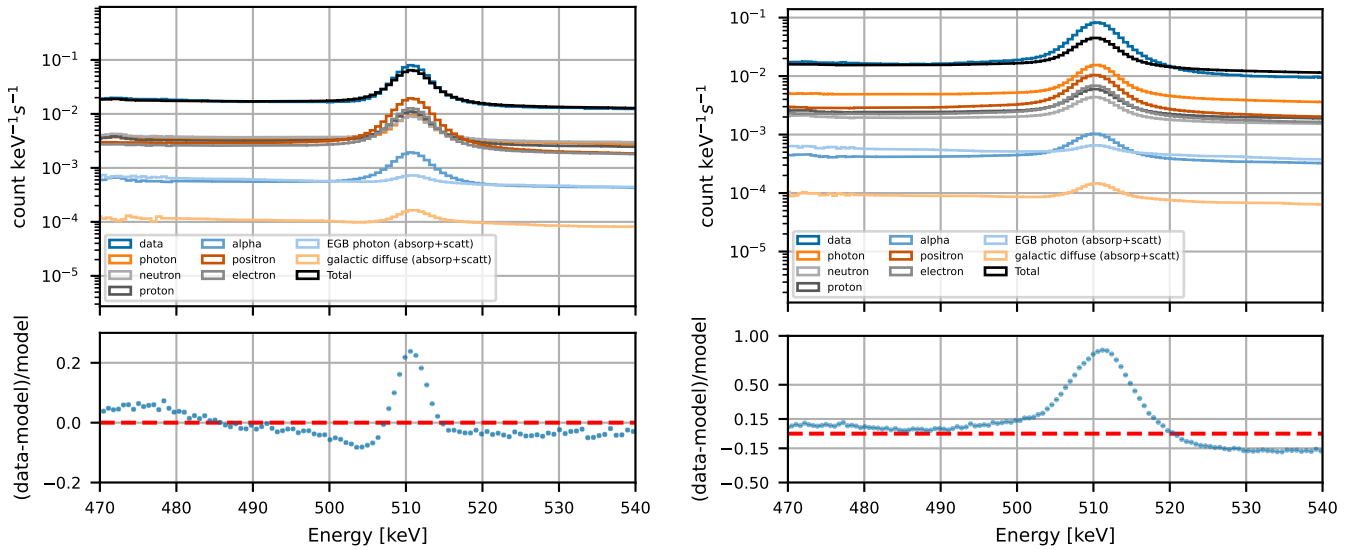 count keV⁻¹s⁻¹
10⁻¹
10⁻²
10⁻³
10⁻⁴
10⁻⁵
data
photon
neutron
proton
alpha
positron
electron
EGB photon (absorp+scatt)
galactic diffuse (absorp+scatt)
Total
(data-model)/model
0.2
0.0
−0.2
470 480 490 500 510 520 530 540
Energy [keV]
count keV⁻¹s⁻¹
10⁻¹
10⁻²
10⁻³
10⁻⁴
10⁻⁵
data
photon
neutron
proton
alpha
positron
electron
EGB photon (absorp+scatt)
galactic diffuse (absorp+scatt)
Total
(data-model)/model
1.00
0.50
0.15
−0.15
−0.50
470 480 490 500 510 520 530 540
Energy [keV]